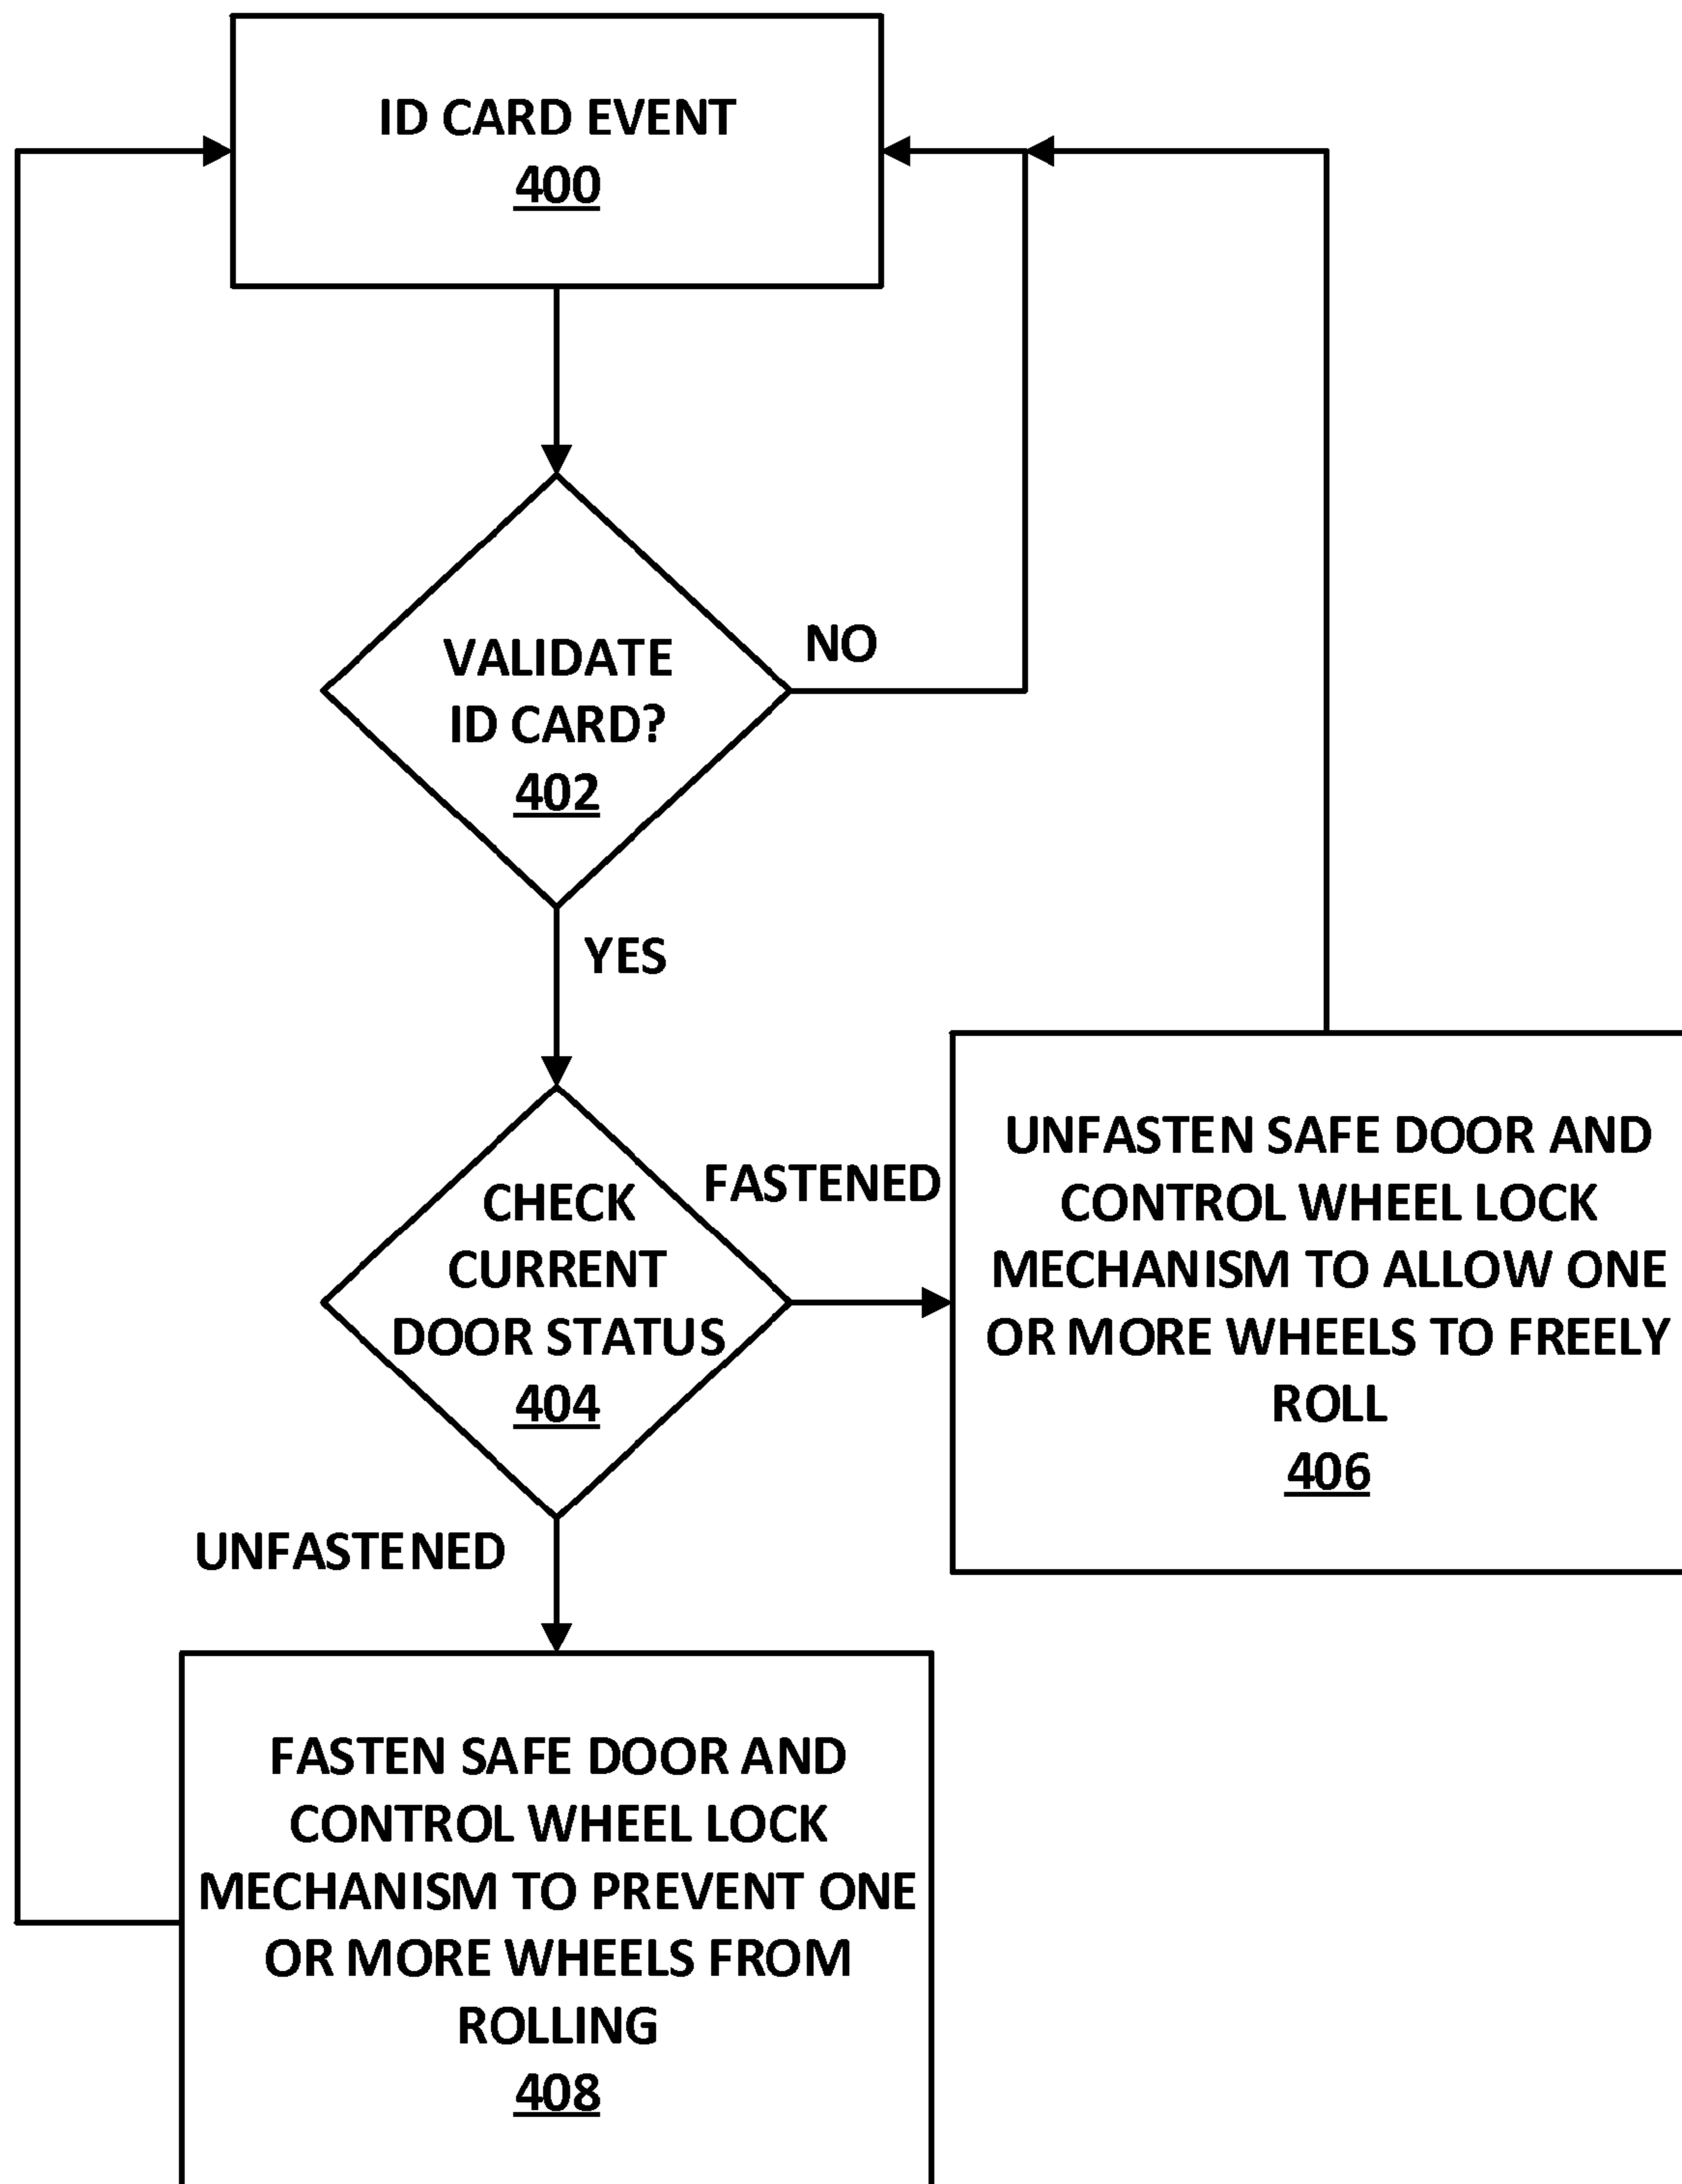 ID CARD EVENT
400
VALIDATE
ID CARD?
402
NO
YES
CHECK
CURRENT
DOOR STATUS
404
FASTENED
UNFASTEN SAFE DOOR AND
CONTROL WHEEL LOCK
MECHANISM TO ALLOW ONE
OR MORE WHEELS TO FREELY
ROLL
406
UNFASTENED
FASTEN SAFE DOOR AND
CONTROL WHEEL LOCK
MECHANISM TO PREVENT ONE
OR MORE WHEELS FROM
ROLLING
408